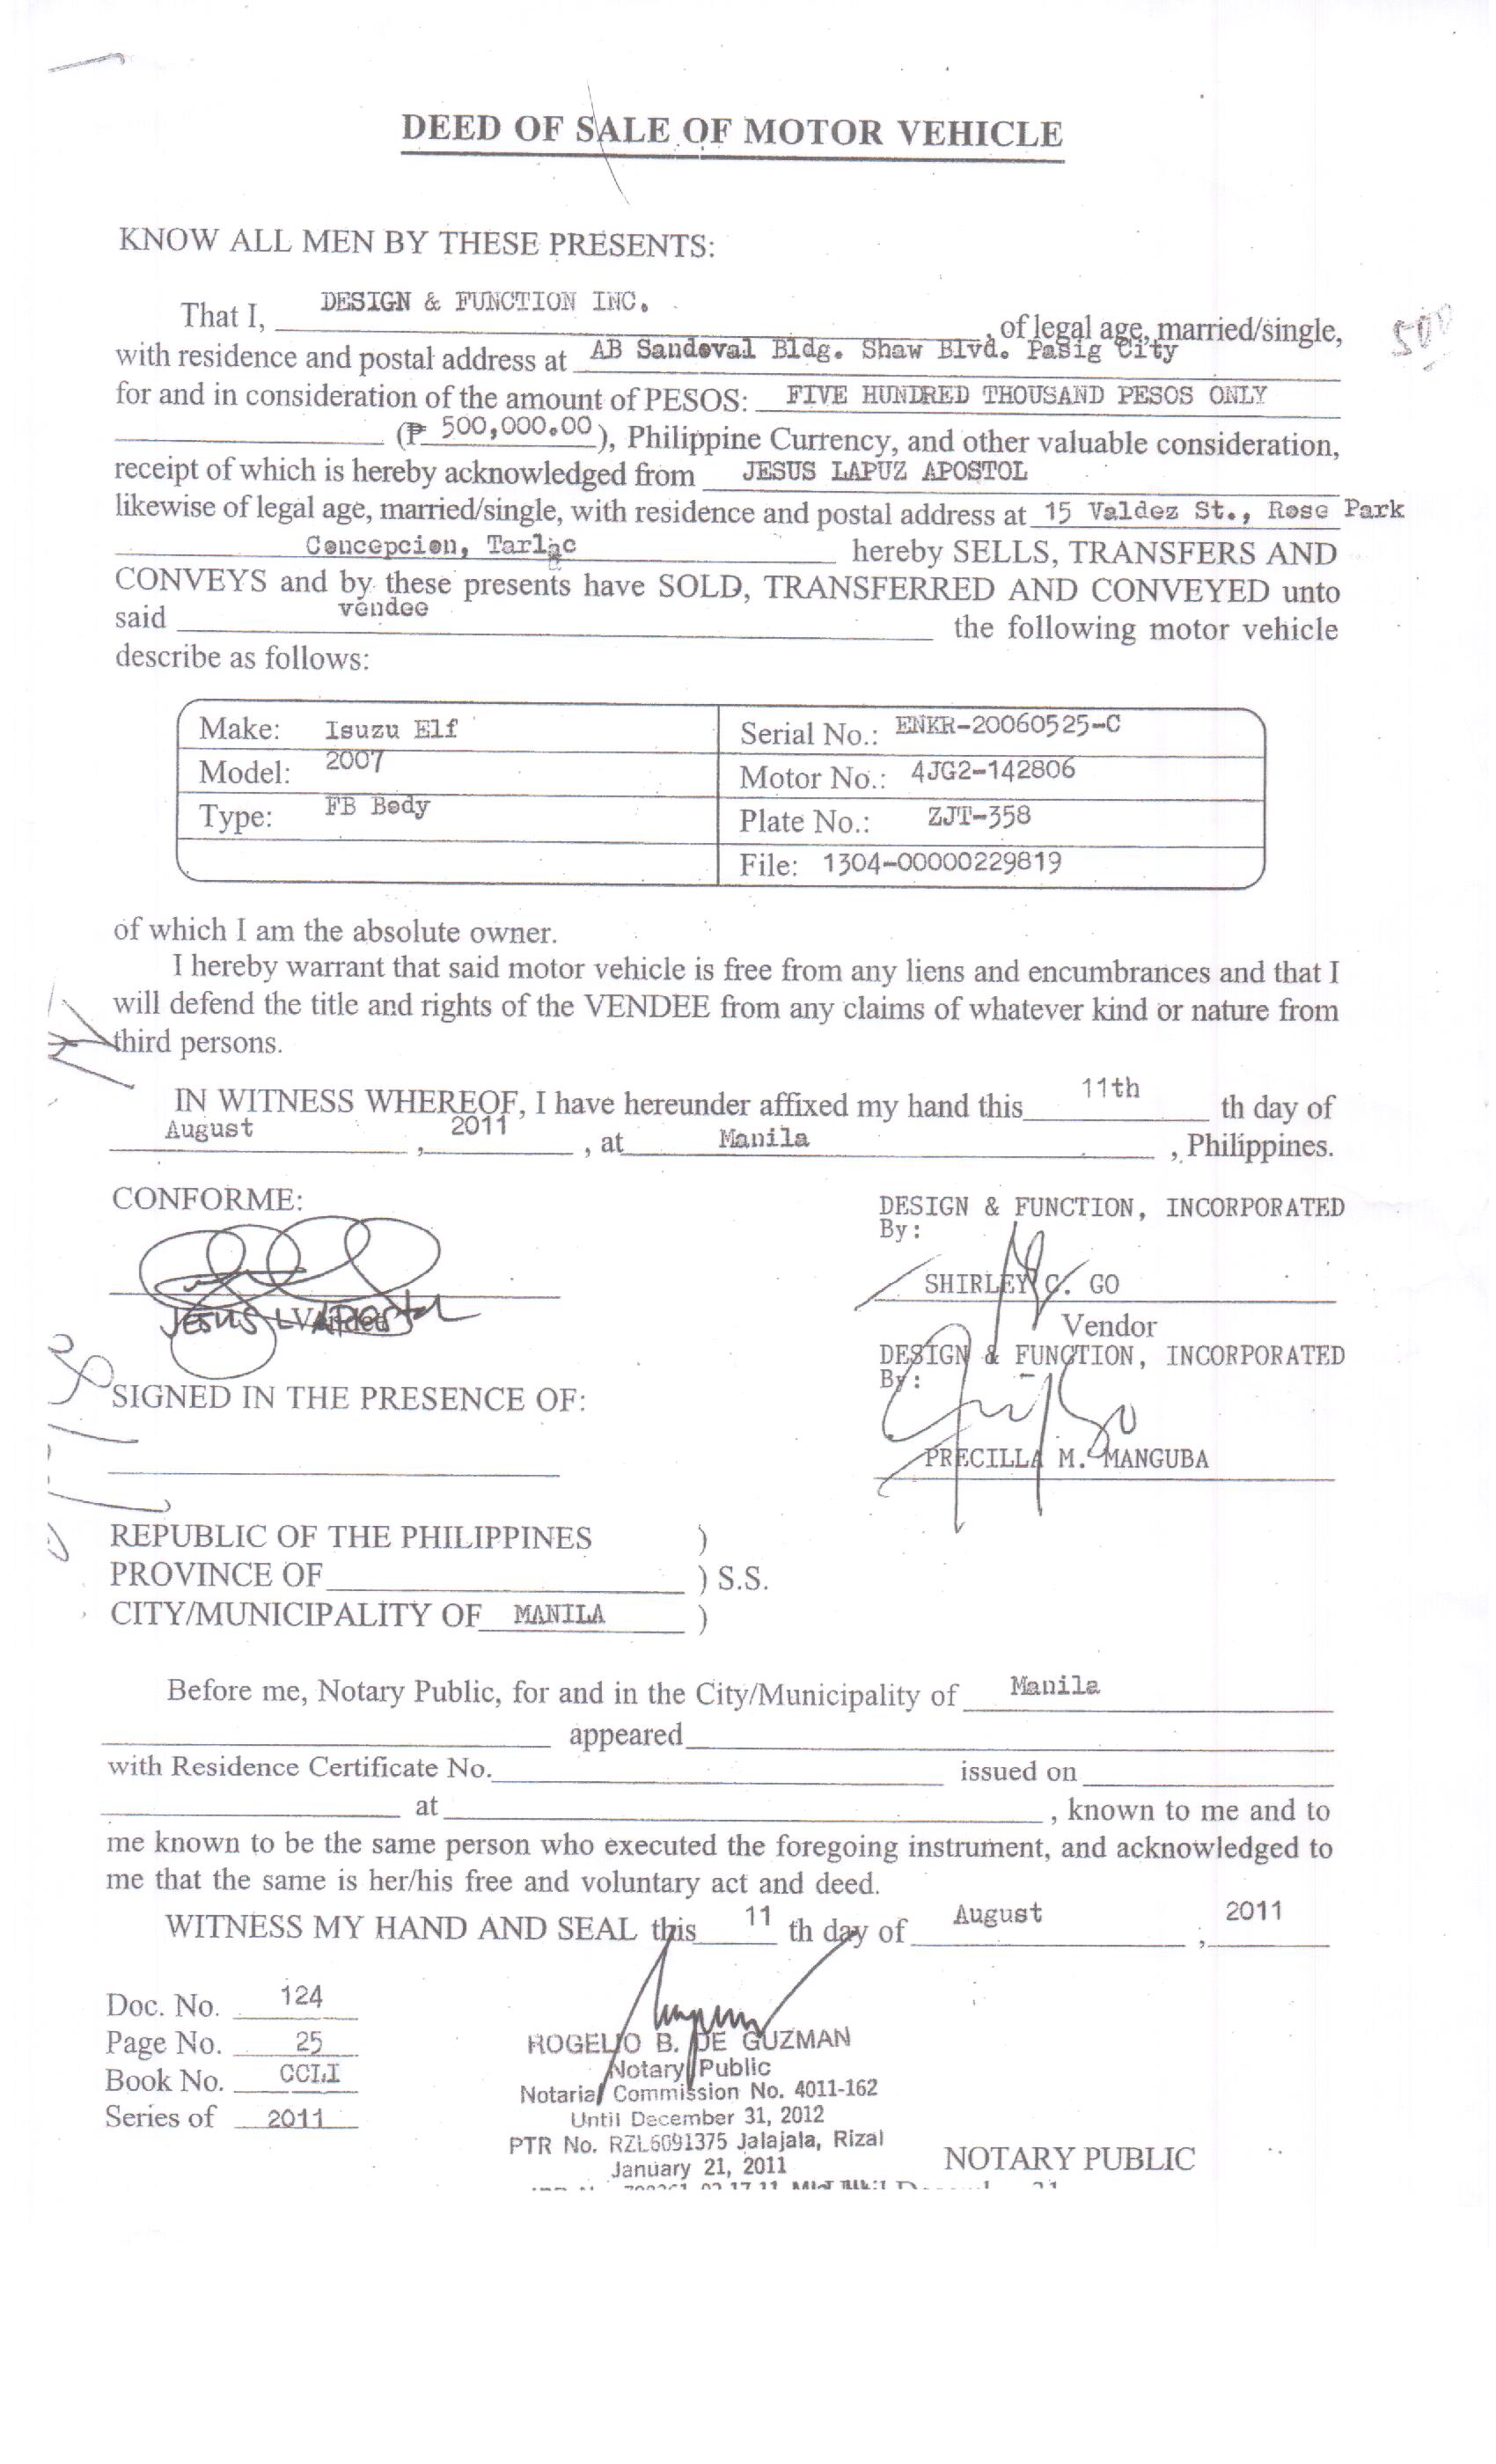 DEED OF SALE OF MOTOR VEHICLE
KNOW ALL MEN BY THESE PRESENTS:
That I, DESIGN & FUNCTION INC. , of legal age, married/single,
with residence and postal address at AB Sandoval Bldg. Shaw Blvd. Pasig City
for and in consideration of the amount of PESOS: FIVE HUNDRED THOUSAND PESOS ONLY
(₱ 500,000.00), Philippine Currency, and other valuable consideration,
receipt of which is hereby acknowledged from JESUS LAPUZ APOSTOL
likewise of legal age, married/single, with residence and postal address at 15 Valdez St., Rose Park
Concepcion, Tarlac hereby SELLS, TRANSFERS AND
CONVEYS and by these presents have SOLD, TRANSFERRED AND CONVEYED unto
said vendee the following motor vehicle
describe as follows:
Make: Isuzu Elf Serial No.: ENKR-20060525-C
Model: 2007 Motor No.: 4JG2-142806
Type: FB Body Plate No.: ZJT-358
File: 1304-00000229819
of which I am the absolute owner.
I hereby warrant that said motor vehicle is free from any liens and encumbrances and that I
will defend the title and rights of the VENDEE from any claims of whatever kind or nature from
third persons.
IN WITNESS WHEREOF, I have hereunder affixed my hand this 11th th day of
August , 2011 , at Manila , Philippines.
CONFORME:
JESUS L. APOSTOL
Vendee
SIGNED IN THE PRESENCE OF:
DESIGN & FUNCTION, INCORPORATED
By:
SHIRLEY C. GO
Vendor
DESIGN & FUNCTION, INCORPORATED
By:
PRECILLA M. MANGUBA
500
REPUBLIC OF THE PHILIPPINES )
PROVINCE OF ) S.S.
CITY/MUNICIPALITY OF MANILA )
Before me, Notary Public, for and in the City/Municipality of Manila
appeared
with Residence Certificate No. issued on
at , known to me and to
me known to be the same person who executed the foregoing instrument, and acknowledged to
me that the same is her/his free and voluntary act and deed.
WITNESS MY HAND AND SEAL this 11 th day of August , 2011
Doc. No. 124
Page No. 25
Book No. CCLI
Series of 2011
ROGELIO B. DE GUZMAN
Notary Public
Notarial Commission No. 4011-162
Until December 31, 2012
PTR No. RZL6091375 Jalajala, Rizal
January 21, 2011
NOTARY PUBLIC